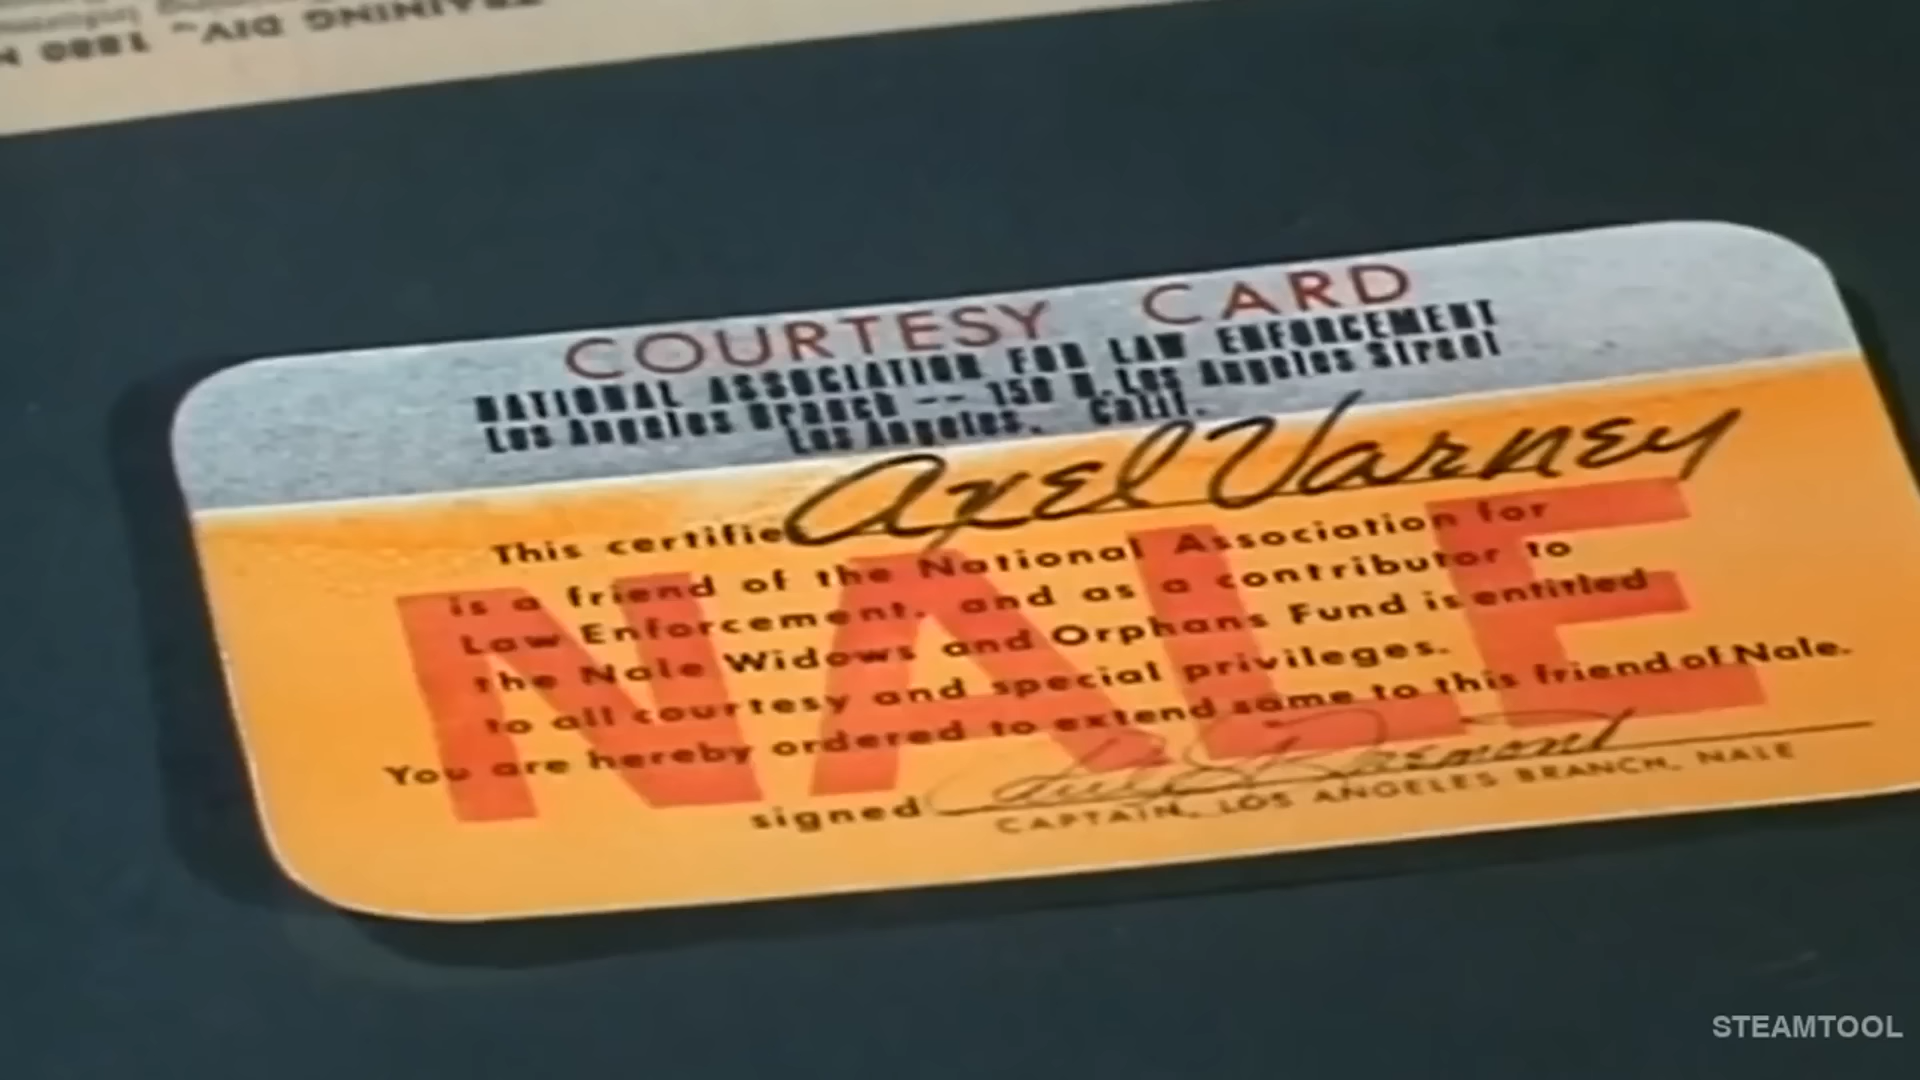 TRAINING DIV., 1880 N
COURTESY CARD
NATIONAL ASSOCIATION FOR LAW ENFORCEMENT
Los Angeles Branch -- 150 N. Los Angeles Street
Los Angeles, Calif.
Axel Varney
This certifie
is a friend of the National Association for
Law Enforcement, and as a contributor to
the Nale Widows and Orphans Fund is entitled
to all courtesy and special privileges.
You are hereby ordered to extend same to this friend of Nale.
NALE
signed
CAPTAIN, LOS ANGELES BRANCH, NALE
STEAMTOOL